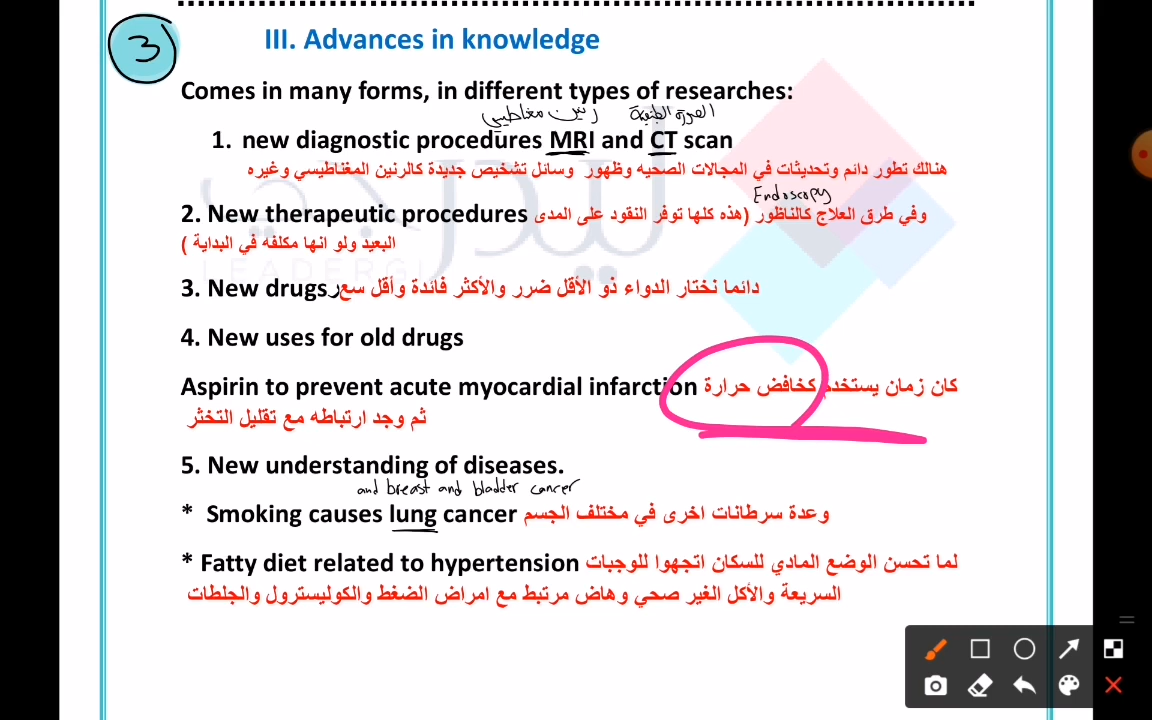 3
III. Advances in knowledge
Comes in many forms, in different types of researches:
رنين مغناطيسي الصورة الطبقية
1. new diagnostic procedures MRI and CT scan
هنالك تطور دائم وتحديثات في المجالات الصحيه وظهور وسائل تشخيص جديدة كالرنين المغناطيسي وغيره
Endoscopy
2. New therapeutic procedures وفي طرق العلاج كالناظور (هذه كلها توفر النقود على المدى
البعيد ولو انها مكلفه في البداية )
ليدرجي
LEADERGI
3. New drugs دائما نختار الدواء ذو الأقل ضرر والأكثر فائدة وأقل سعر
4. New uses for old drugs
Aspirin to prevent acute myocardial infarction كان زمان يستخدم كخافض حرارة
ثم وجد ارتباطه مع تقليل التخثر
5. New understanding of diseases.
and breast and bladder cancer
* Smoking causes lung cancer وعدة سرطانات اخرى في مختلف الجسم
* Fatty diet related to hypertension لما تحسن الوضع المادي للسكان اتجهوا للوجبات
السريعة والأكل الغير صحي وهاض مرتبط مع امراض الضغط والكوليسترول والجلطات